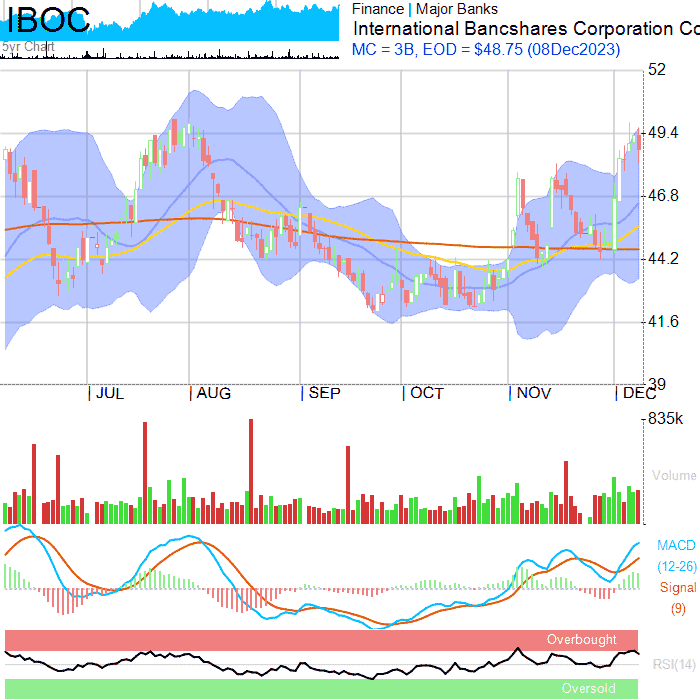 IBOC
5yr Chart
Finance | Major Banks
International Bancshares Corporation Co
MC = 3B, EOD = $48.75 (08Dec2023)
52
49.4
46.8
44.2
41.6
39
JUL AUG SEP OCT NOV DEC
835k
Volume
MACD
(12-26)
Signal
(9)
Overbought
RSI(14)
Oversold